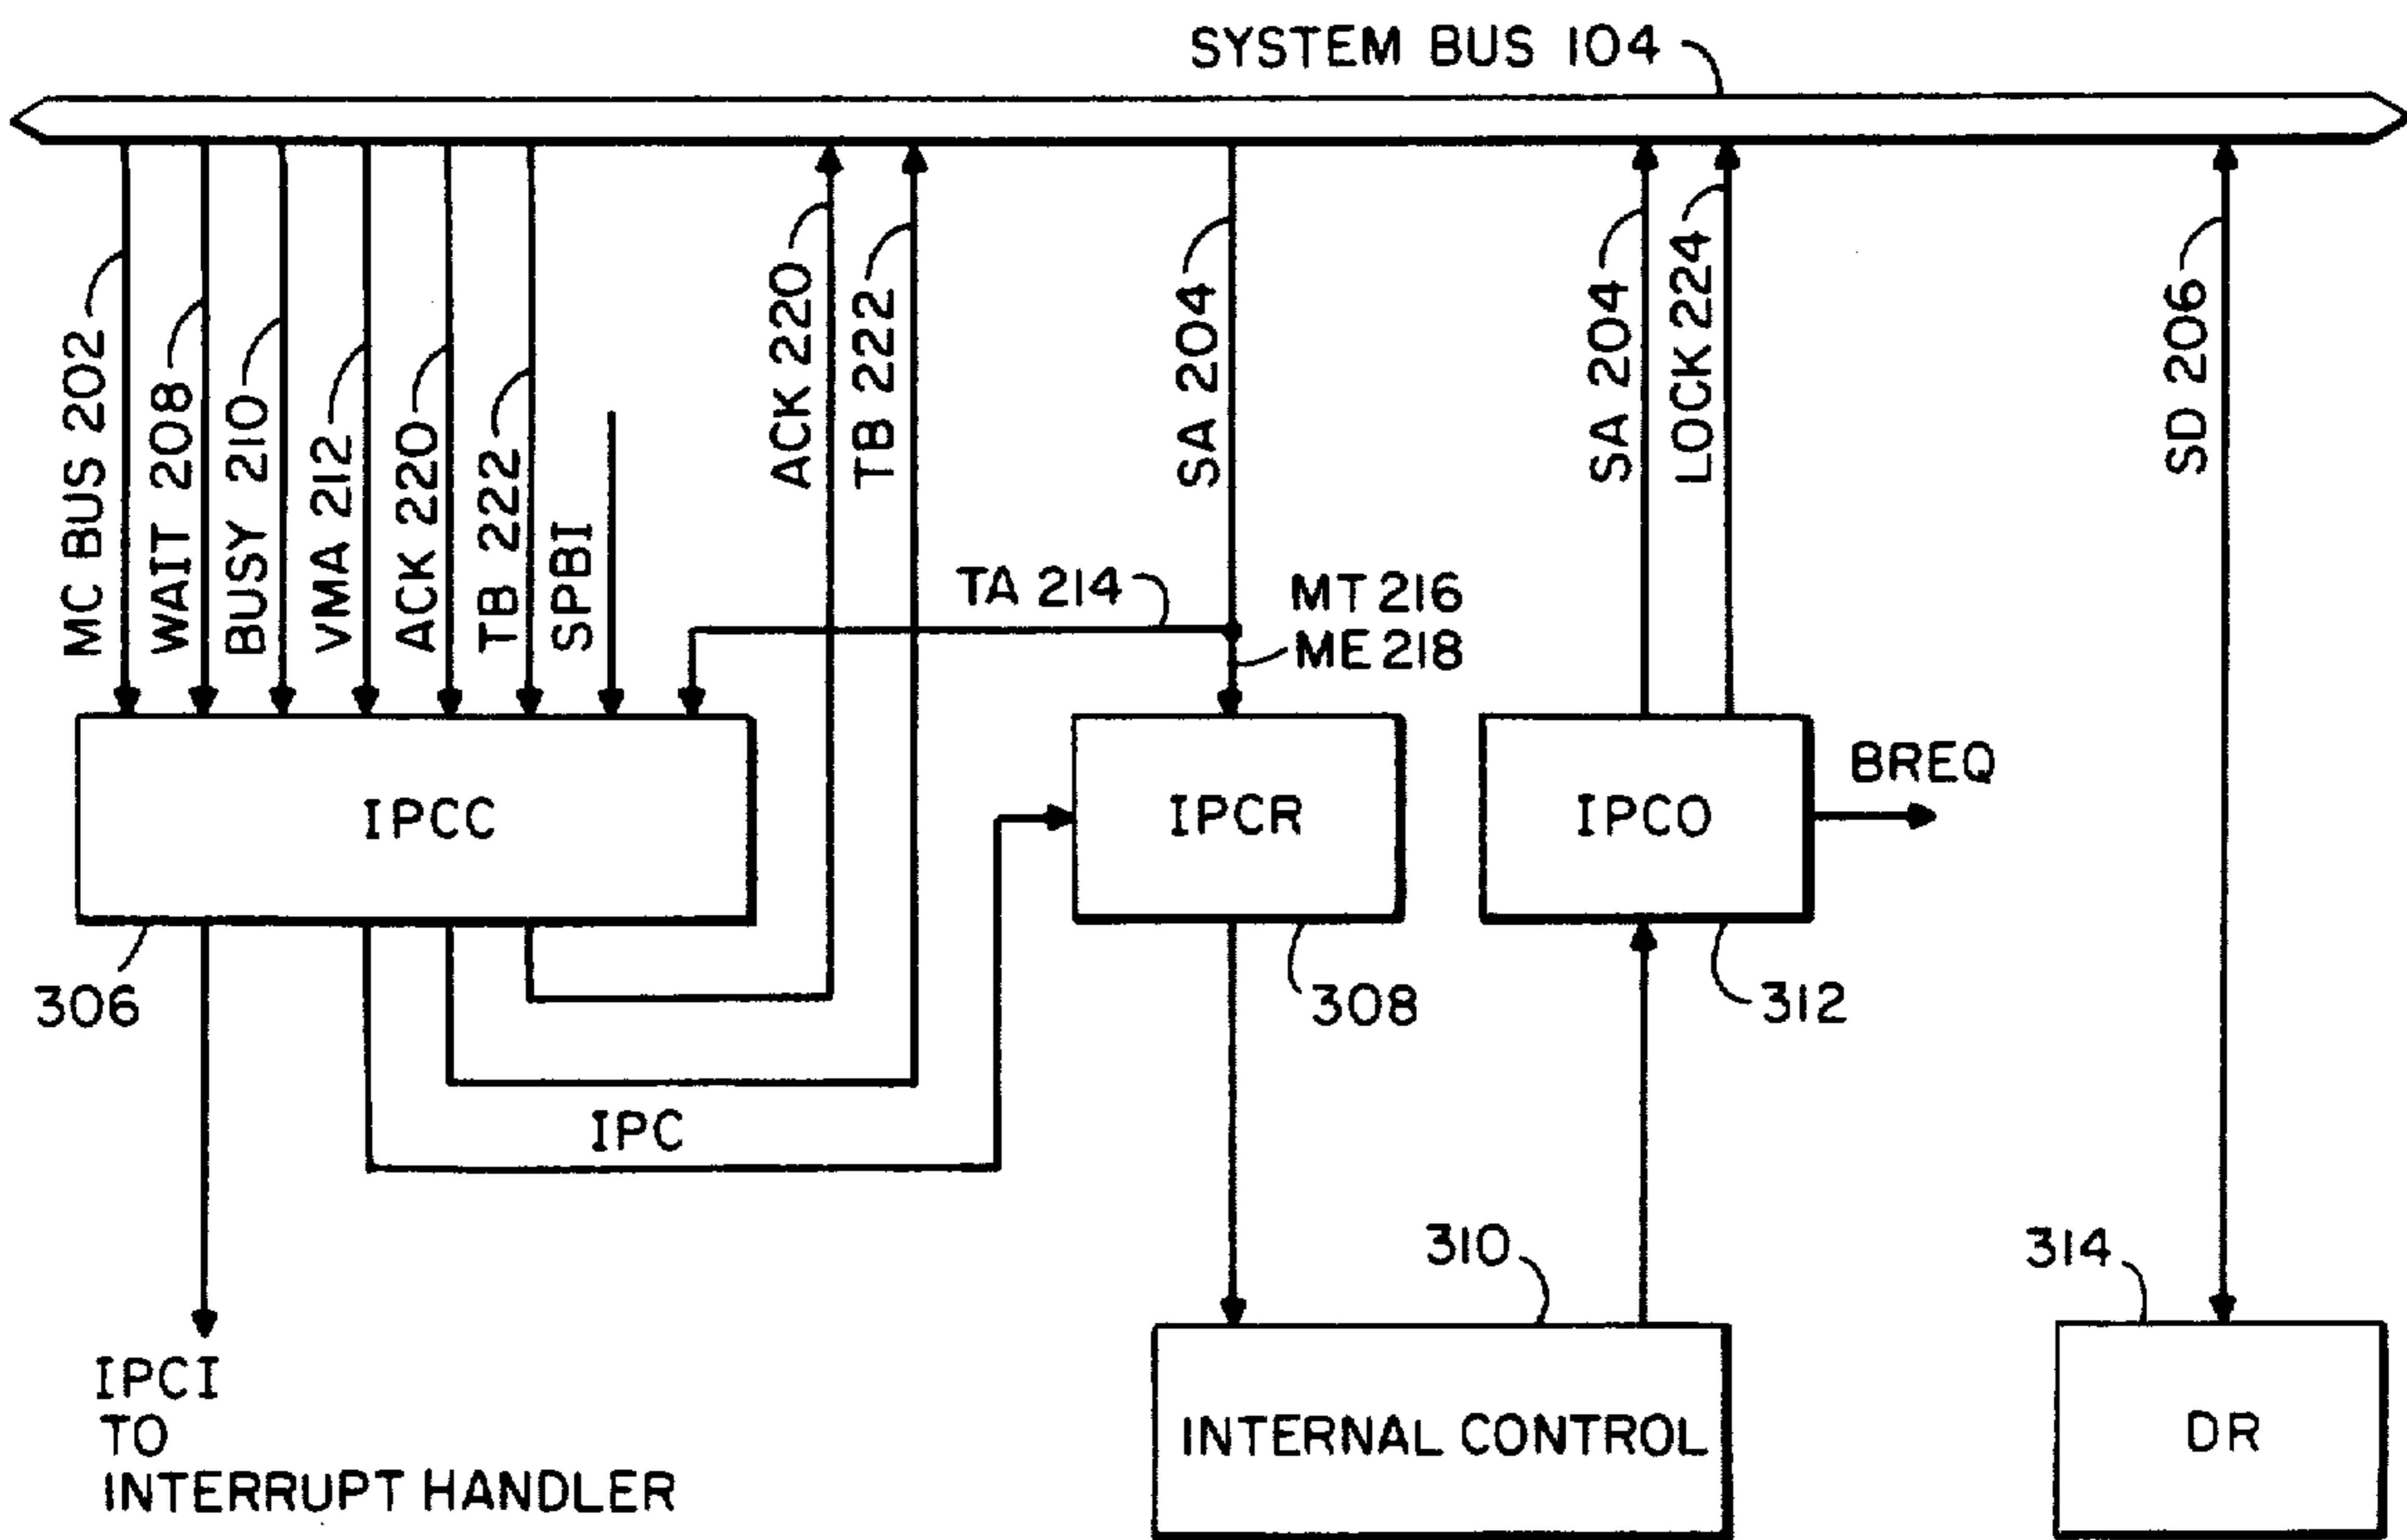 SYSTEM BUS 104
MC BUS 202
WAIT 208
BUSY 210
VMA 212
ACK 220
TB 222
SPBI
ACK 220
TB 222
SA 204
SA 204
LOCK 224
SD 206
TA 214
MT 216
ME 218
IPCC
IPCR
IPCO
BREQ
306
308
312
IPC
310
314
IPCI
TO
INTERRUPT HANDLER
INTERNAL CONTROL
DR